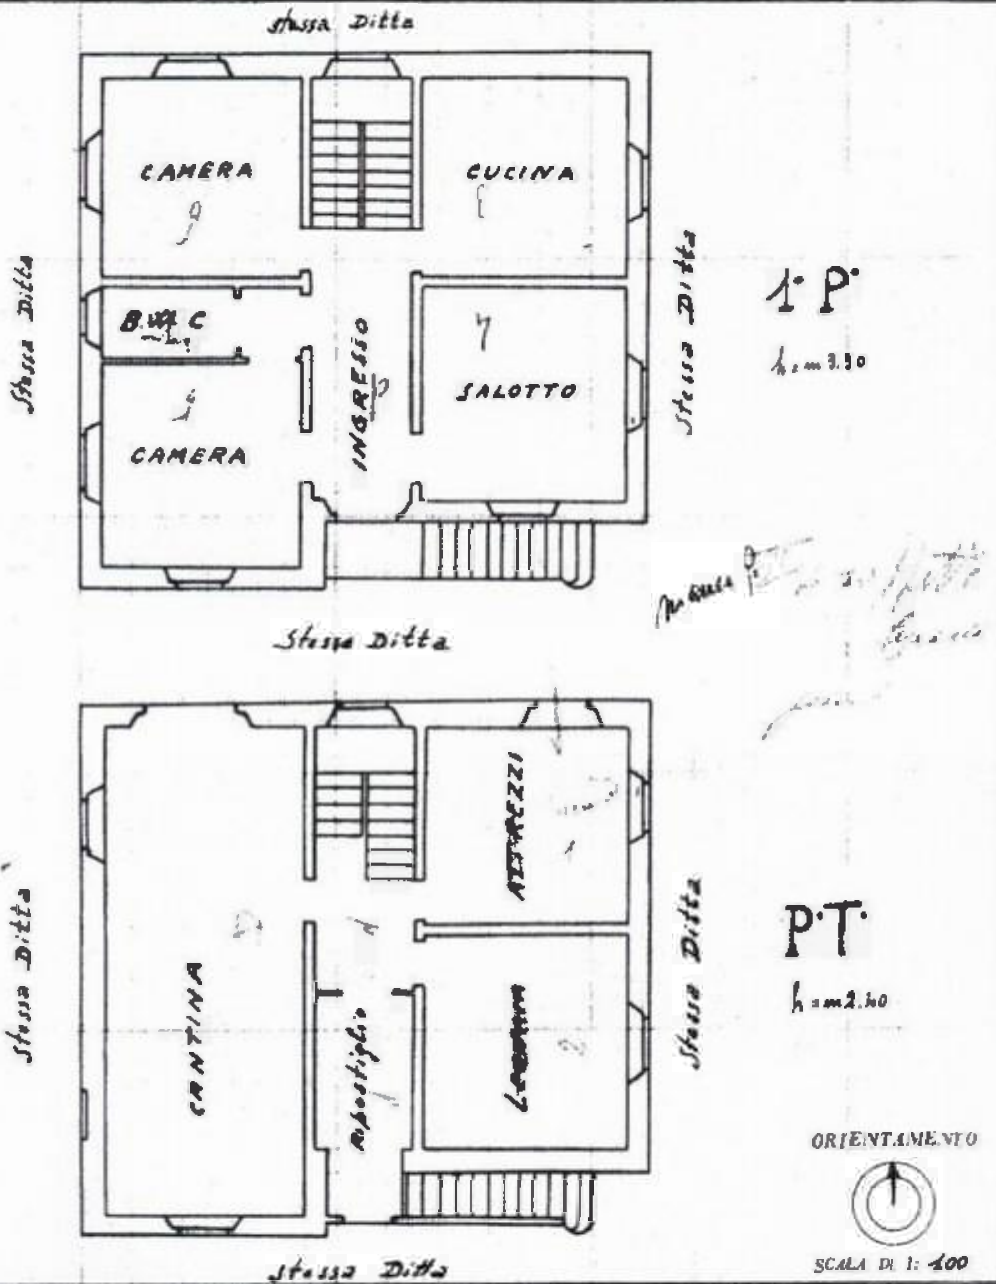 stessa Ditta
CAMERA
CUCINA
Stessa Ditta
B. C
INGRESSO
SALOTTO
CAMERA
Stessa Ditta
1° P.
h = m 3.30
Stessa Ditta
ATTREZZI
Stessa Ditta
CANTINA
Ripostiglio
Stessa Ditta
P.T.
h = m 2.40
ORIENTAMENTO
SCALA DI 1: 100
stessa Ditta